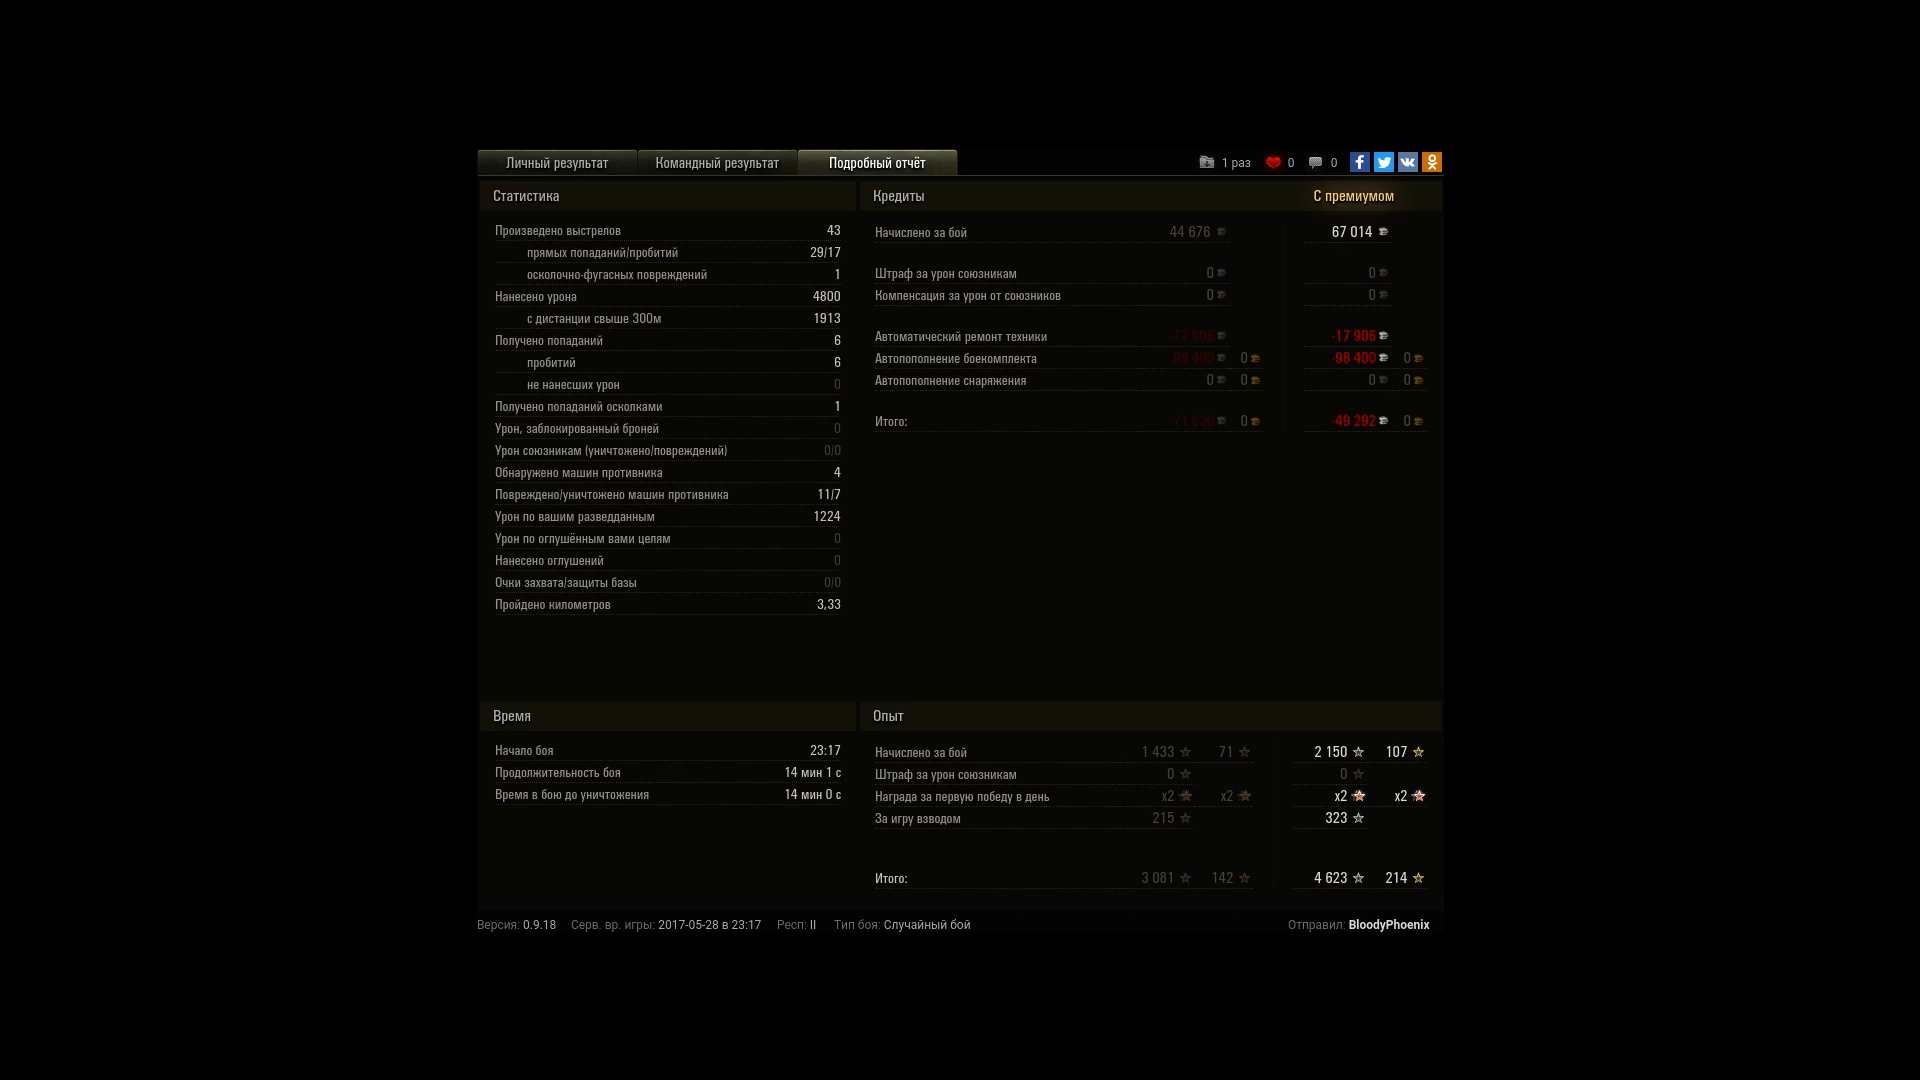 Личный результат Командный результат Подробный отчёт 1 раз 0 0
Статистика
Произведено выстрелов 43
прямых попаданий/пробитий 29/17
осколочно-фугасных повреждений 1
Нанесено урона 4800
с дистанции свыше 300м 1913
Получено попаданий 6
пробитий 6
не нанесших урон 0
Получено попаданий осколками 1
Урон, заблокированный броней 0
Урон союзникам (уничтожено/повреждений) 0/0
Обнаружено машин противника 4
Повреждено/уничтожено машин противника 11/7
Урон по вашим разведданным 1224
Урон по оглушённым вами целям 0
Нанесено оглушений 0
Очки захвата/защиты базы 0/0
Пройдено километров 3,33
Кредиты С премиумом
Начислено за бой 44 676 67 014
Штраф за урон союзникам 0 0
Компенсация за урон от союзников 0 0
Автоматический ремонт техники -17 906 -17 906
Автопополнение боекомплекта -98 400 0 -98 400 0
Автопополнение снаряжения 0 0 0 0
Итого: 0 -49 292 0
Время
Начало боя 23:17
Продолжительность боя 14 мин 1 с
Время в бою до уничтожения 14 мин 0 с
Опыт
Начислено за бой 1 433 71 2 150 107
Штраф за урон союзникам 0 0
Награда за первую победу в день x2 x2 x2 x2
За игру взводом 215 323
Итого: 3 081 142 4 623 214
Версия: 0.9.18 Серв. вр. игры: 2017-05-28 в 23:17 Респ: II Тип боя: Случайный бой Отправил: BloodyPhoenix